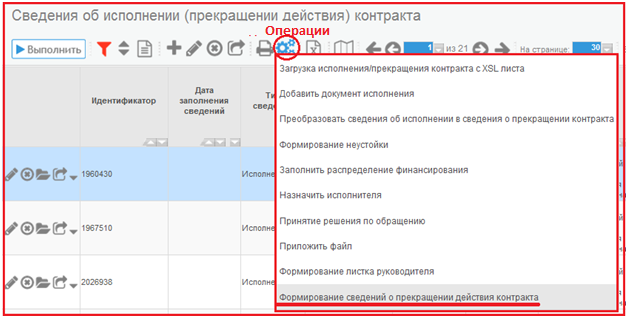 Сведения об исполнении (прекращении действия) контракта
Операции
Выполнить
1 из 21 На странице: 30
Идентификатор
Дата
заполнения
сведений
1960430 Исполне
1967510 Исполне
2026938 Исполне
Загрузка исполнения/прекращения контракта с XSL листа
Добавить документ исполнения
Преобразовать сведения об исполнении в сведения о прекращении контракта
Формирование неустойки
Заполнить распределение финансирования
Назначить исполнителя
Принятие решения по обращению
Приложить файл
Формирование листка руководителя
Формирование сведений о прекращении действия контракта